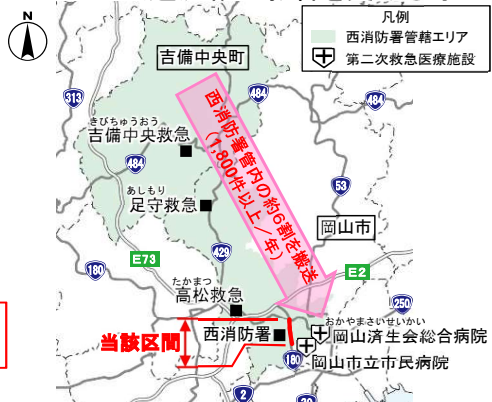 N
凡例
西消防署管轄エリア
第二次救急医療施設
吉備中央町
313
484
484
きびちゅうおう
吉備中央救急
484
西消防署管内の約6割を搬送
(1,800件以上/年)
53
あしもり
足守救急
岡山市
429
E73
180
E2
たかまつ
高松救急
250
おかやまさいせいかい
西消防署
岡山済生会総合病院
当該区間
180
岡山市立市民病院
2